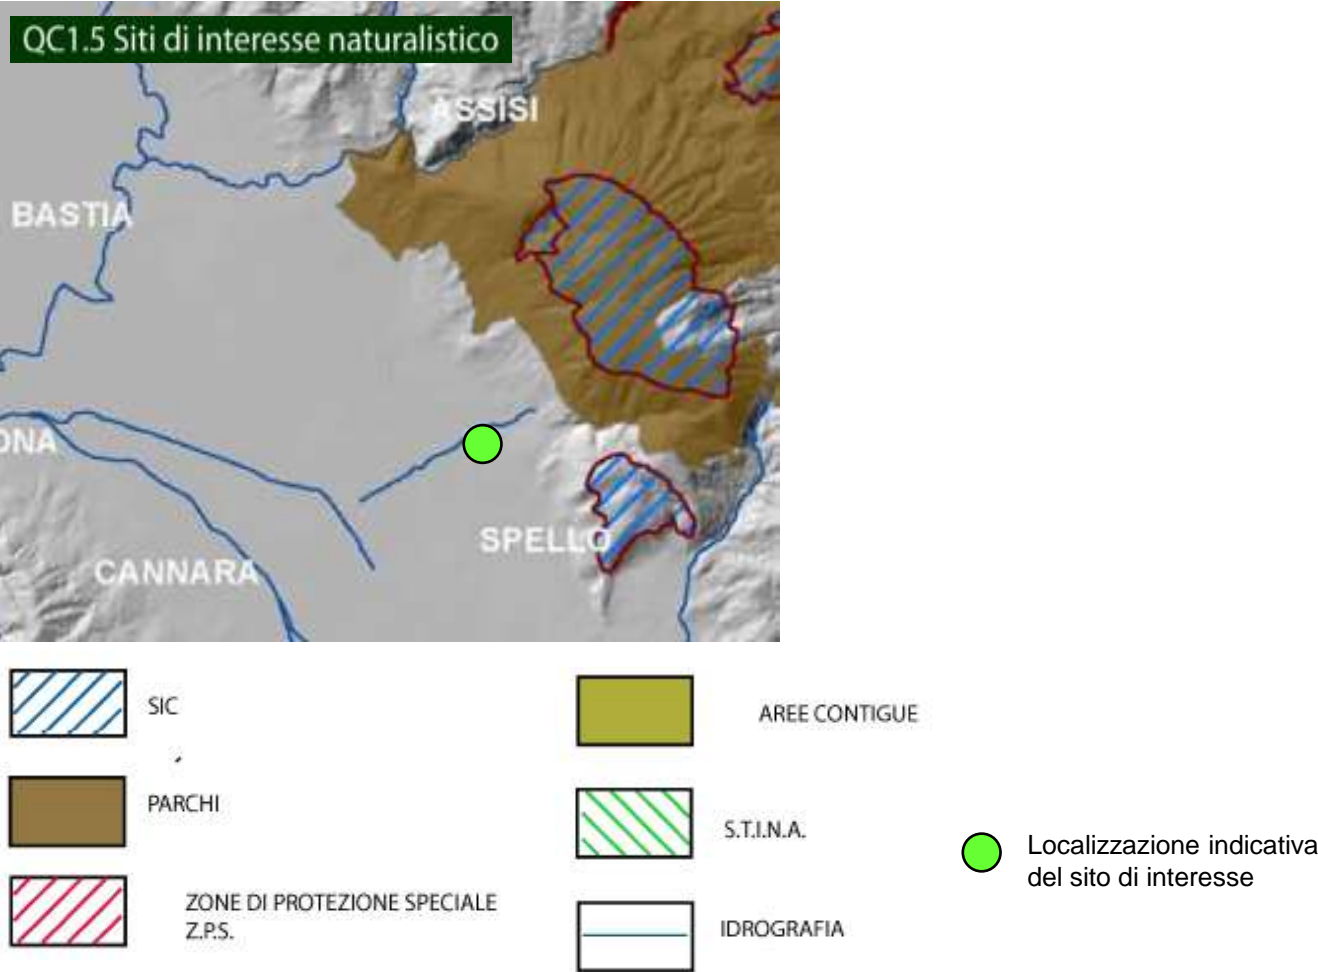 QC1.5 Siti di interesse naturalistico
ASSISI
BASTIA
ONA
SPELLO
CANNARA
SIC
PARCHI
ZONE DI PROTEZIONE SPECIALE
Z.P.S.
AREE CONTIGUE
S.T.I.N.A.
IDROGRAFIA
Localizzazione indicativa
del sito di interesse